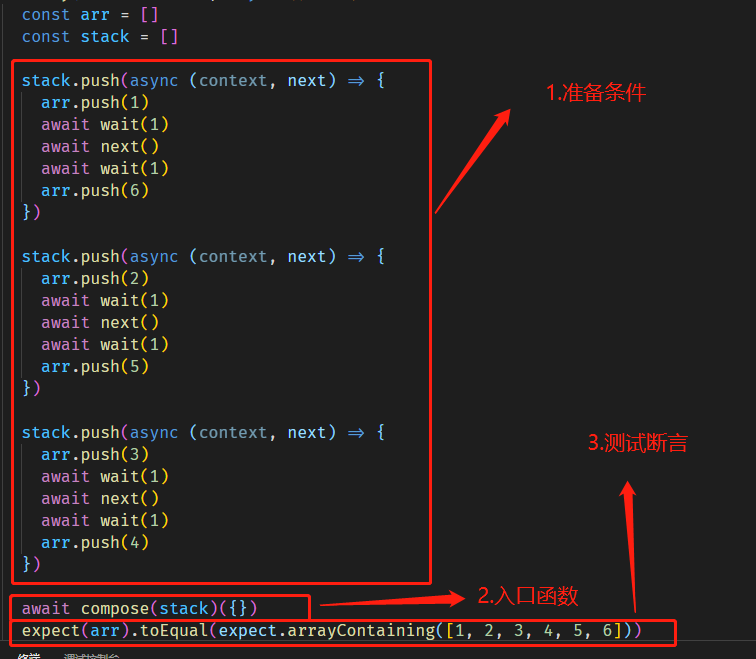 const arr = []
const stack = []
stack.push(async (context, next) => {
arr.push(1)
await wait(1)
await next()
await wait(1)
arr.push(6)
})
1.准备条件
stack.push(async (context, next) => {
arr.push(2)
await wait(1)
await next()
await wait(1)
arr.push(5)
})
stack.push(async (context, next) => {
arr.push(3)
await wait(1)
await next()
await wait(1)
arr.push(4)
})
3.测试断言
await compose(stack)({})
2.入口函数
expect(arr).toEqual(expect.arrayContaining([1, 2, 3, 4, 5, 6]))